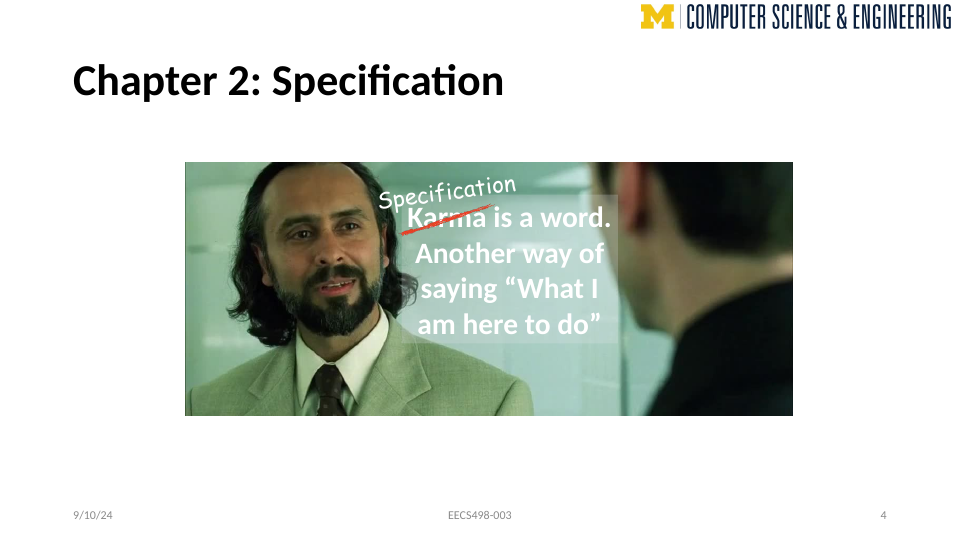 M | COMPUTER SCIENCE & ENGINEERING
Chapter 2: Specification
Specification
Karma is a word.
Another way of
saying “What I
am here to do”
9/10/24
EECS498-003
4